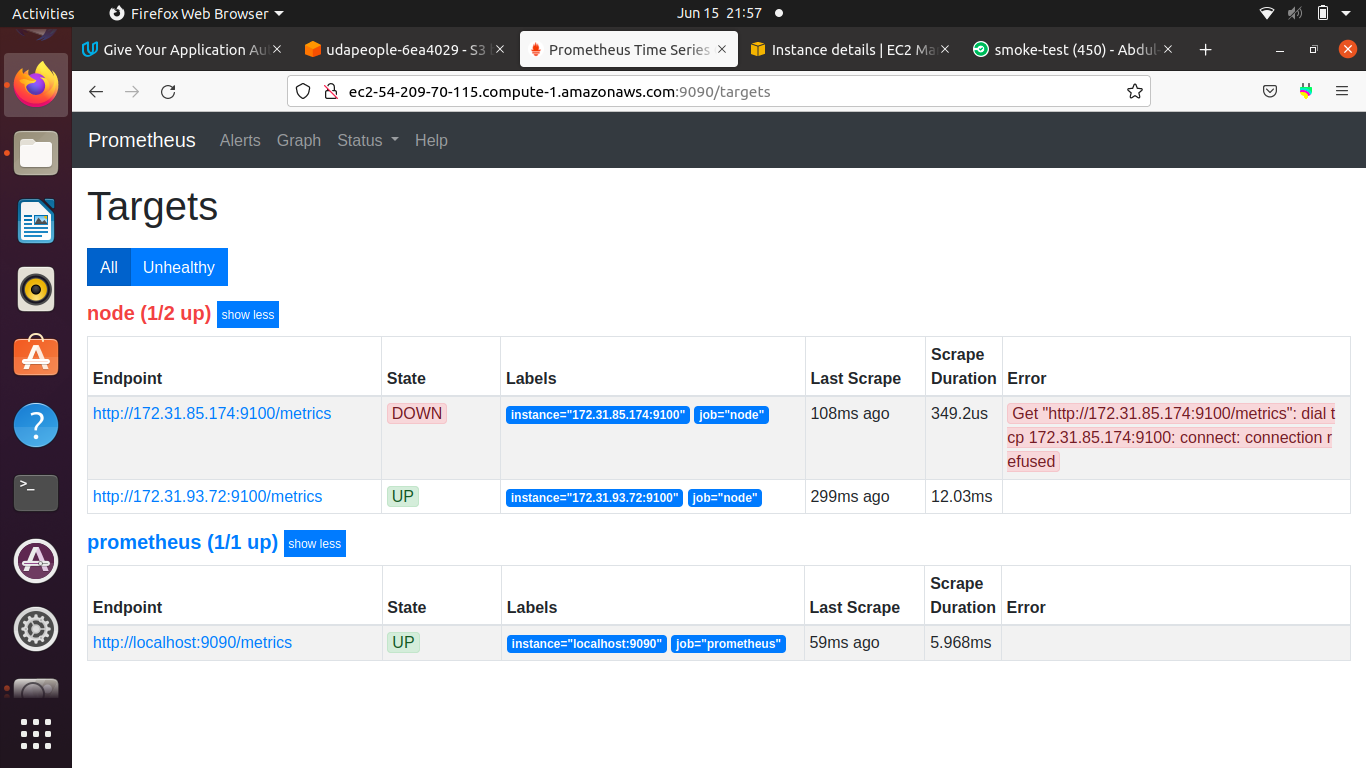 Activities Firefox Web Browser Jun 15 21:57
Give Your Application Au udapeople-6ea4029 - S3 Prometheus Time Series Instance details | EC2 Ma smoke-test (450) - Abdul-
ec2-54-209-70-115.compute-1.amazonaws.com:9090/targets
Prometheus Alerts Graph Status Help
Targets
All Unhealthy
node (1/2 up) show less
Scrape
Endpoint State Labels Last Scrape Duration Error
http://172.31.85.174:9100/metrics DOWN instance="172.31.85.174:9100" job="node" 108ms ago 349.2us Get "http://172.31.85.174:9100/metrics": dial t
cp 172.31.85.174:9100: connect: connection r
efused
http://172.31.93.72:9100/metrics UP instance="172.31.93.72:9100" job="node" 299ms ago 12.03ms
prometheus (1/1 up) show less
Scrape
Endpoint State Labels Last Scrape Duration Error
http://localhost:9090/metrics UP instance="localhost:9090" job="prometheus" 59ms ago 5.968ms